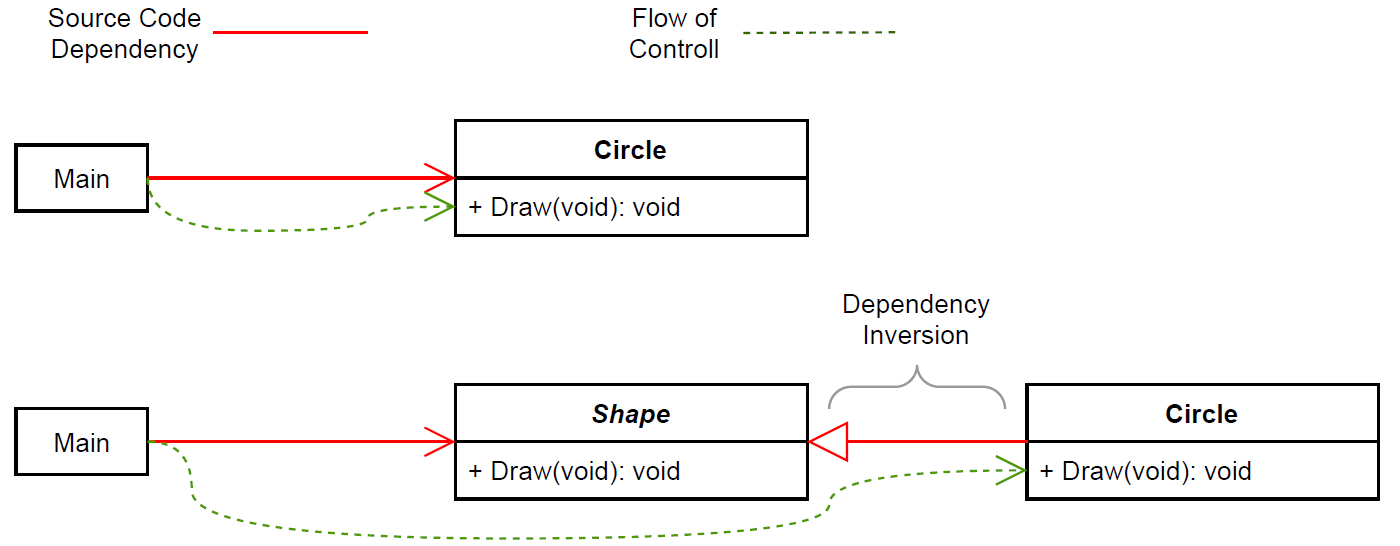 Source Code
Dependency
Flow of
Controll
Circle
Main
+ Draw(void): void
Dependency
Inversion
Shape
Circle
Main
+ Draw(void): void
+ Draw(void): void